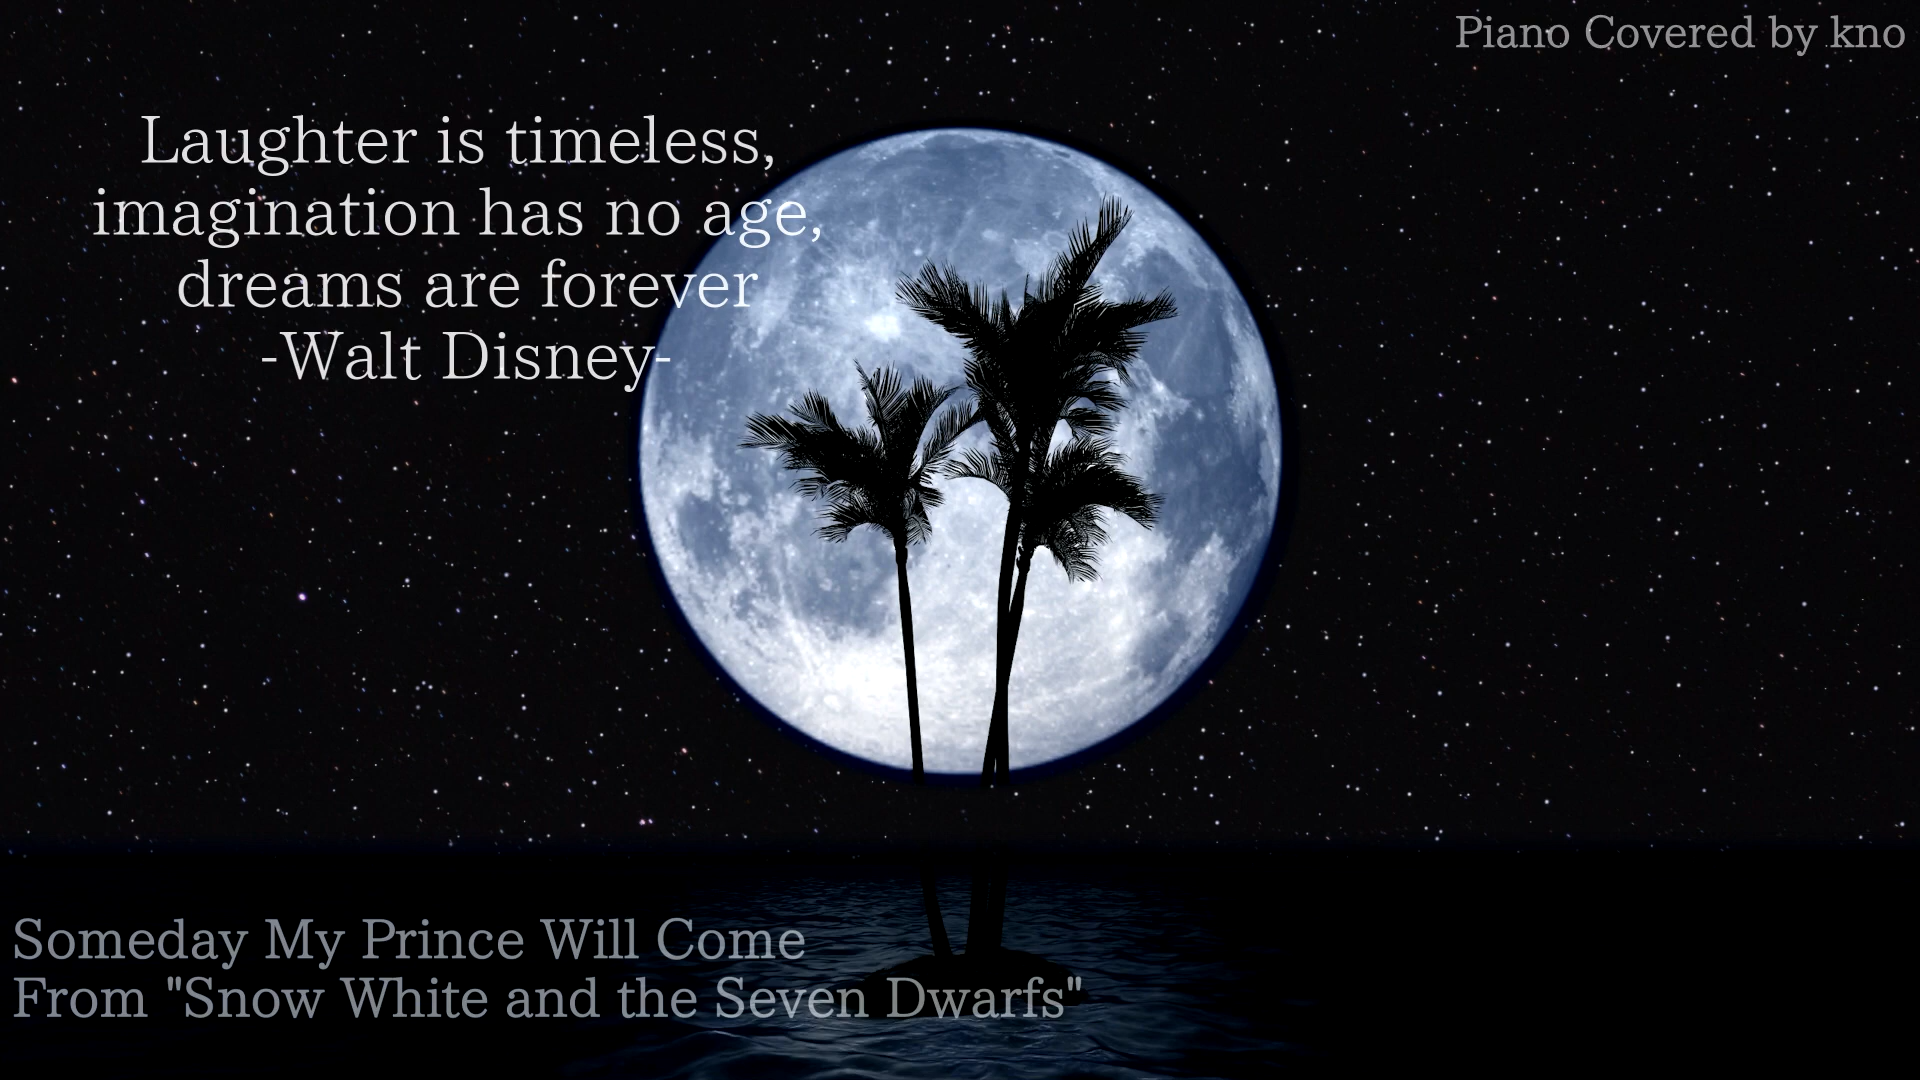 Piano Covered by kno
Laughter is timeless,
imagination has no age,
dreams are forever
-Walt Disney-
Someday My Prince Will Come
From "Snow White and the Seven Dwarfs"